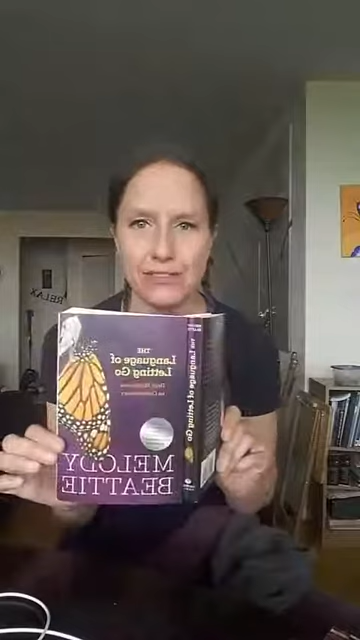 THE
Language of
Letting Go
Daily Meditations
on Codependency
MELODY
BEATTIE
THE Language of Letting Go
RELAX